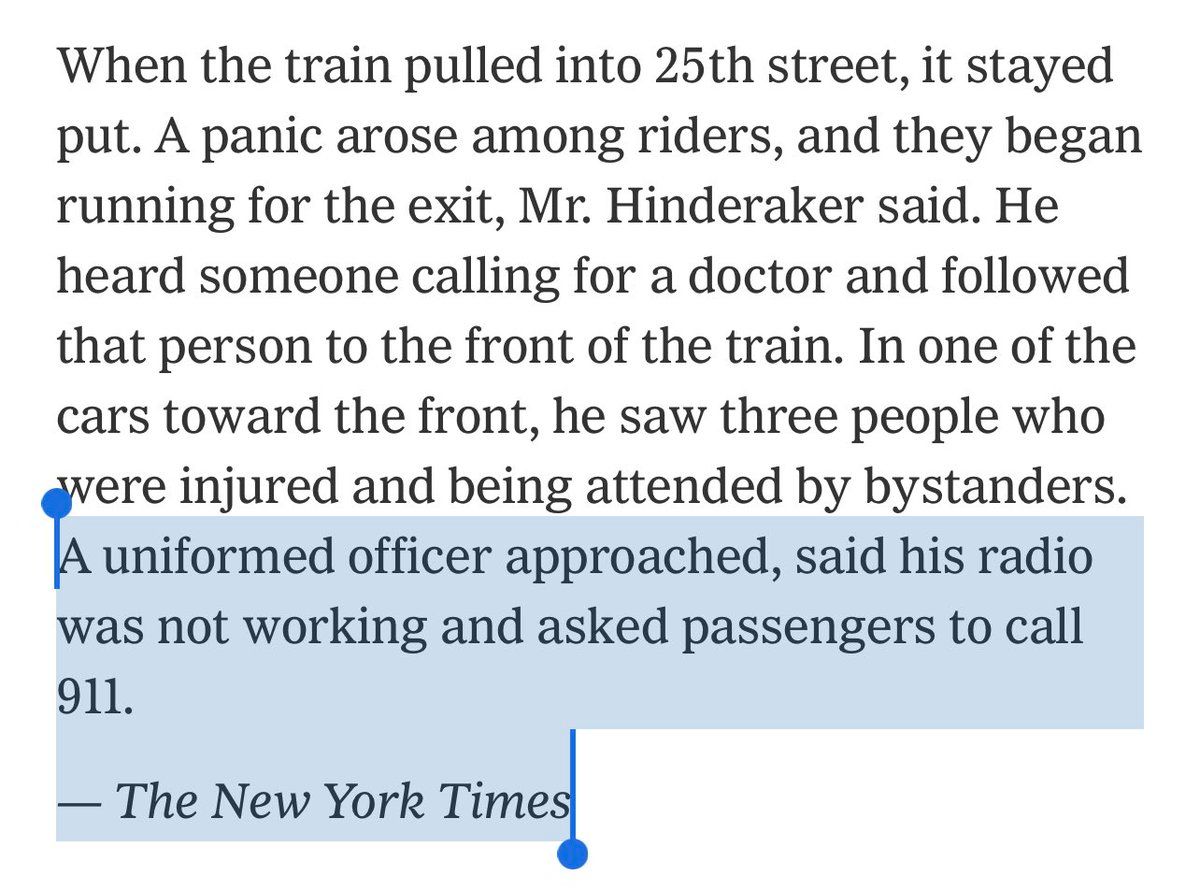 When the train pulled into 25th street, it stayed
put. A panic arose among riders, and they began
running for the exit, Mr. Hinderaker said. He
heard someone calling for a doctor and followed
that person to the front of the train. In one of the
cars toward the front, he saw three people who
were injured and being attended by bystanders.
A uniformed officer approached, said his radio
was not working and asked passengers to call
911.
— The New York Times